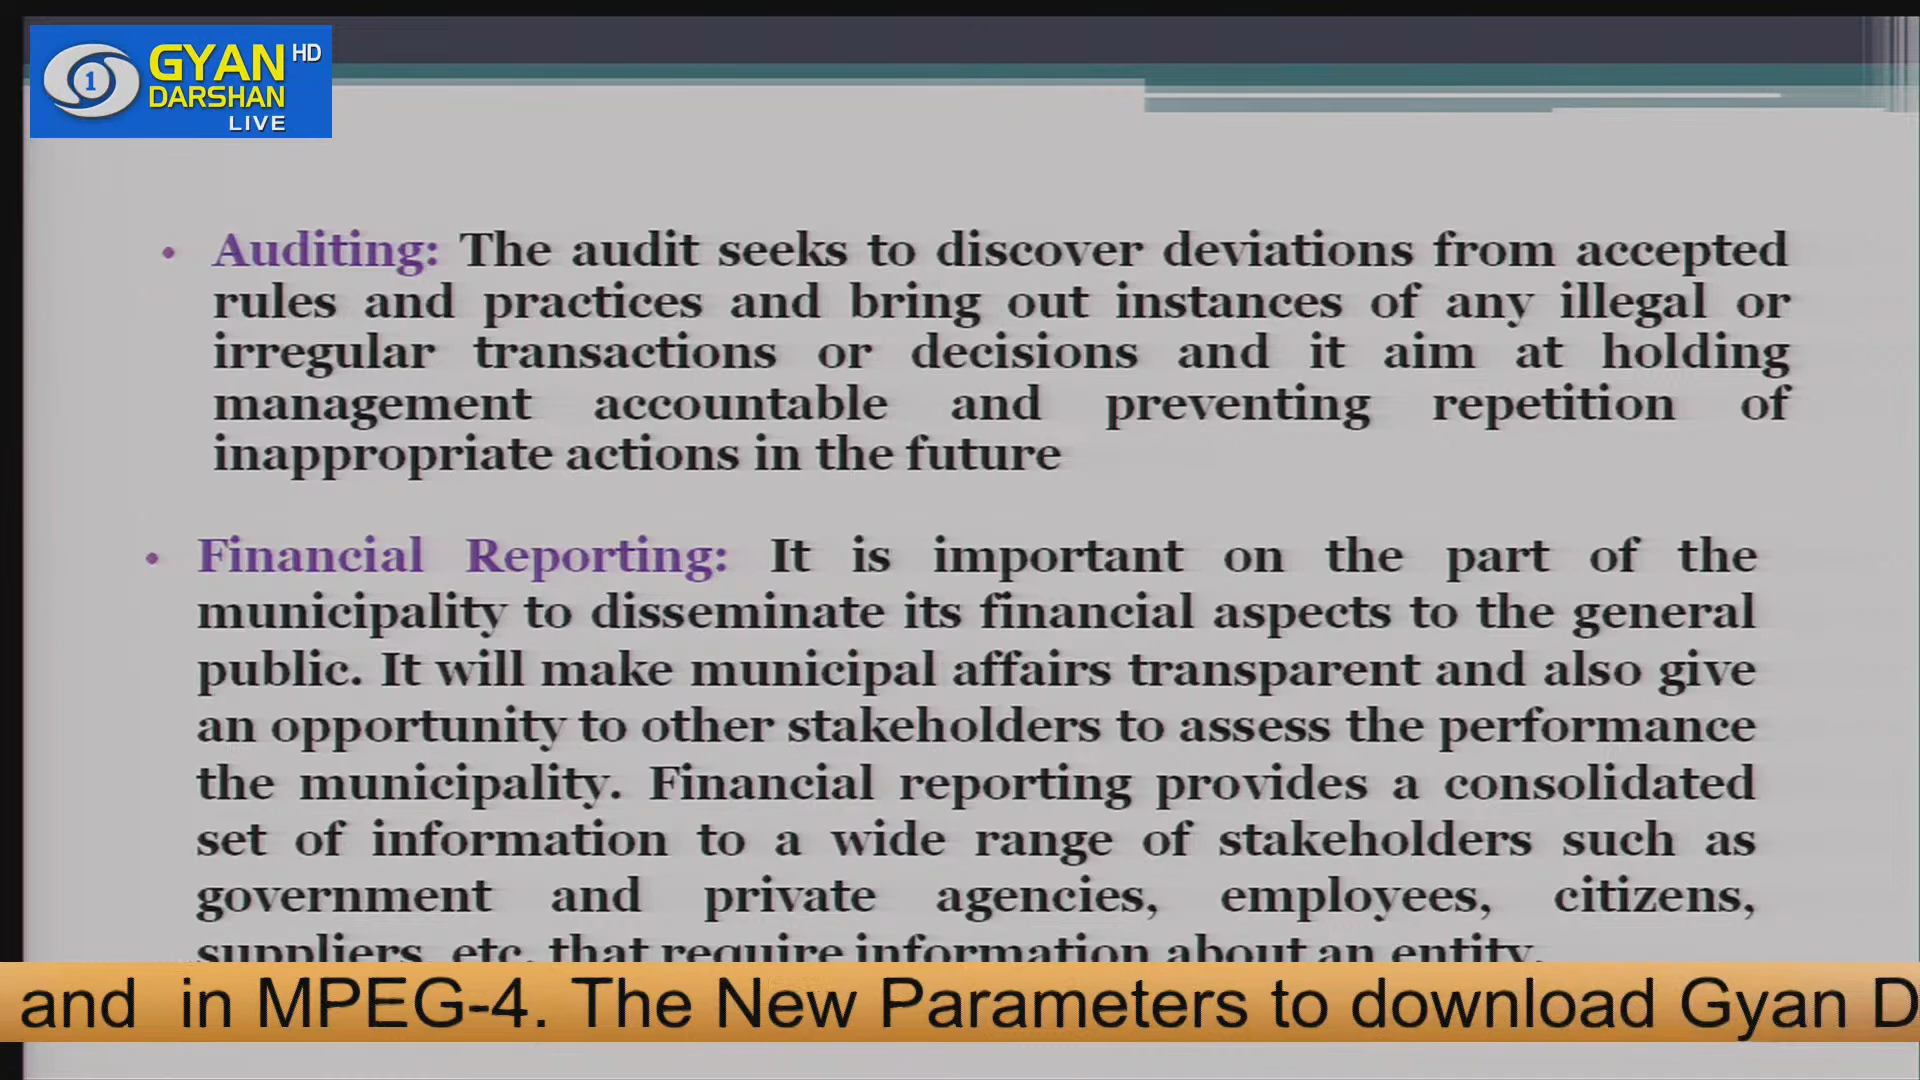 GYAN HD
DARSHAN
LIVE
1
• Auditing: The audit seeks to discover deviations from accepted
rules and practices and bring out instances of any illegal or
irregular transactions or decisions and it aim at holding
management accountable and preventing repetition of
inappropriate actions in the future
• Financial Reporting: It is important on the part of the
municipality to disseminate its financial aspects to the general
public. It will make municipal affairs transparent and also give
an opportunity to other stakeholders to assess the performance
the municipality. Financial reporting provides a consolidated
set of information to a wide range of stakeholders such as
government and private agencies, employees, citizens,
suppliers, etc. that require information about an entity.
and in MPEG-4. The New Parameters to download Gyan D